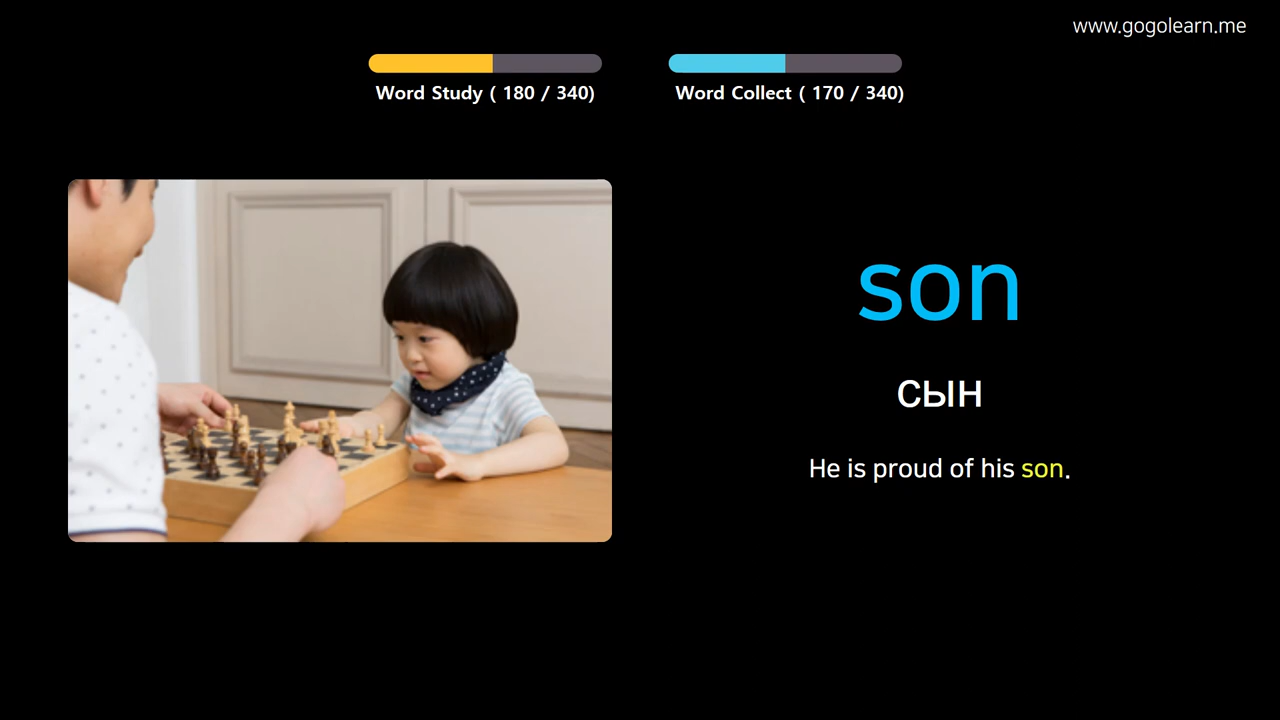 www.gogolearn.me
Word Study ( 180 / 340)
Word Collect ( 170 / 340)
son
сын
He is proud of his son.